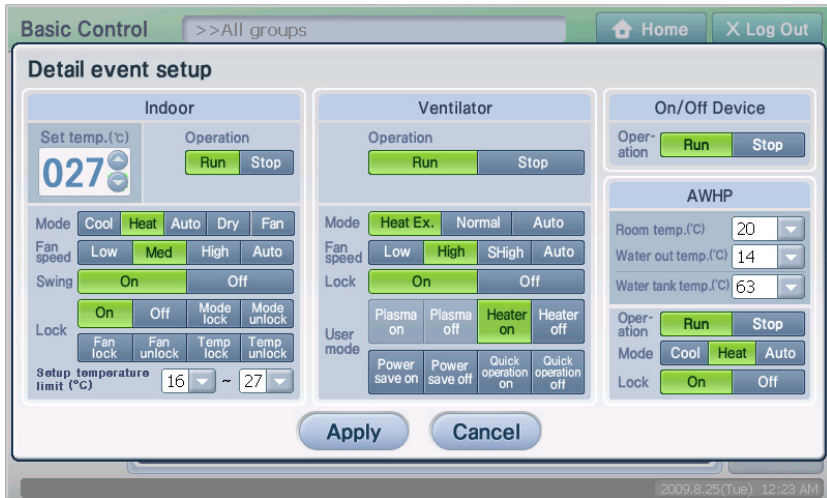 Basic Control >>All groups Home X Log Out
Detail event setup
Indoor
Set temp.(℃) Operation
027 Run Stop
Mode Cool Heat Auto Dry Fan
Fan speed Low Med High Auto
Swing On Off
Lock On Off Mode lock Mode unlock
Fan lock Fan unlock Temp lock Temp unlock
Setup temperature limit (°C) 16 ~ 27
Ventilator
Operation
Run Stop
Mode Heat Ex. Normal Auto
Fan speed Low High SHigh Auto
Lock On Off
User mode Plasma on Plasma off Heater on Heater off
Power save on Power save off Quick operation on Quick operation off
On/Off Device
Oper-ation Run Stop
AWHP
Room temp.(℃) 20
Water out temp.(℃) 14
Water tank temp.(℃) 63
Oper-ation Run Stop
Mode Cool Heat Auto
Lock On Off
Apply Cancel
2009.8.25(Tue) 12:23 AM